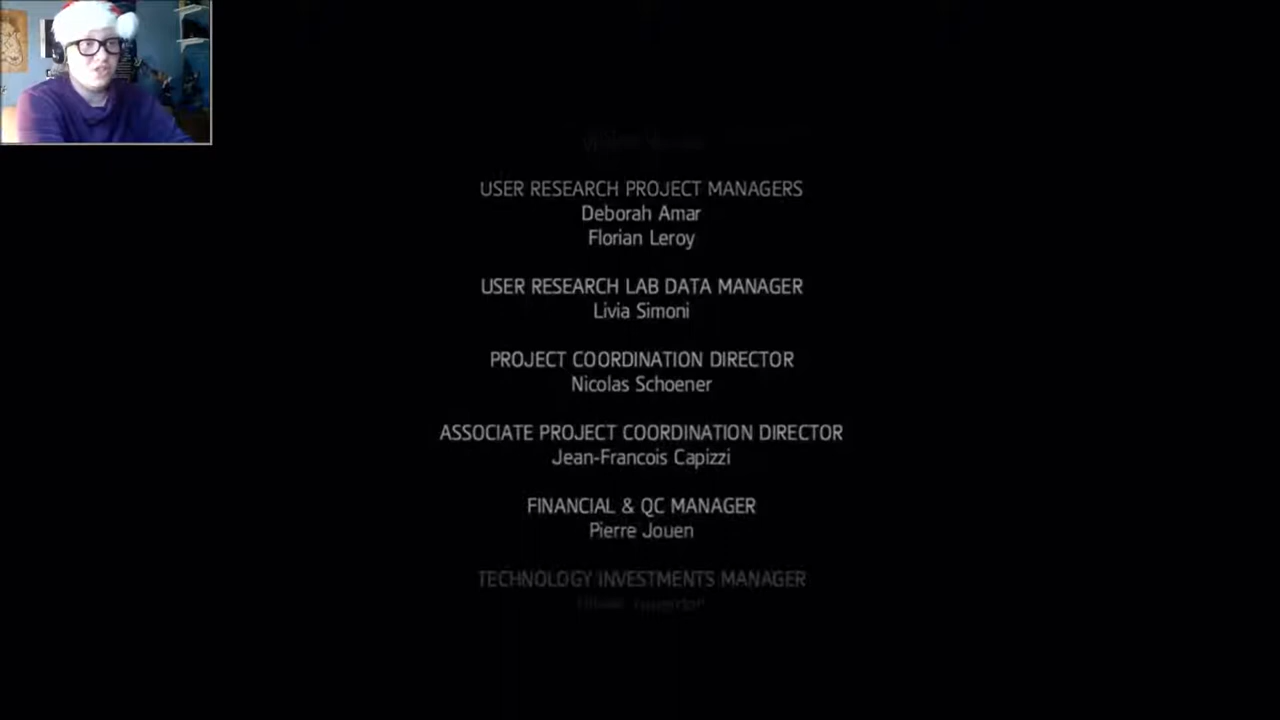 USER RESEARCH PROJECT MANAGERS
Deborah Amar
Florian Leroy
USER RESEARCH LAB DATA MANAGER
Livia Simoni
PROJECT COORDINATION DIRECTOR
Nicolas Schoener
ASSOCIATE PROJECT COORDINATION DIRECTOR
Jean-Francois Capizzi
FINANCIAL & QC MANAGER
Pierre Jouen
TECHNOLOGY INVESTMENTS MANAGER